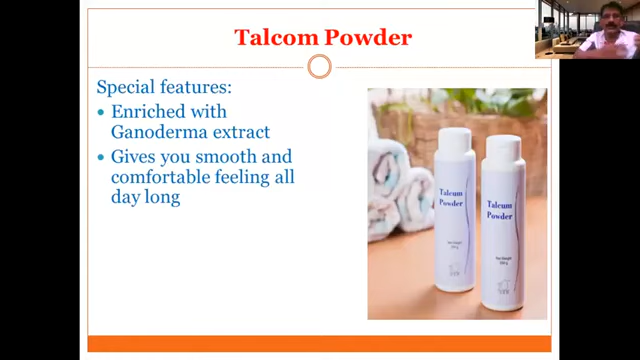 Talcom Powder
Special features:
Enriched with
Ganoderma extract
Gives you smooth and
comfortable feeling all
day long
Talcum
Powder
Talcum
Powder